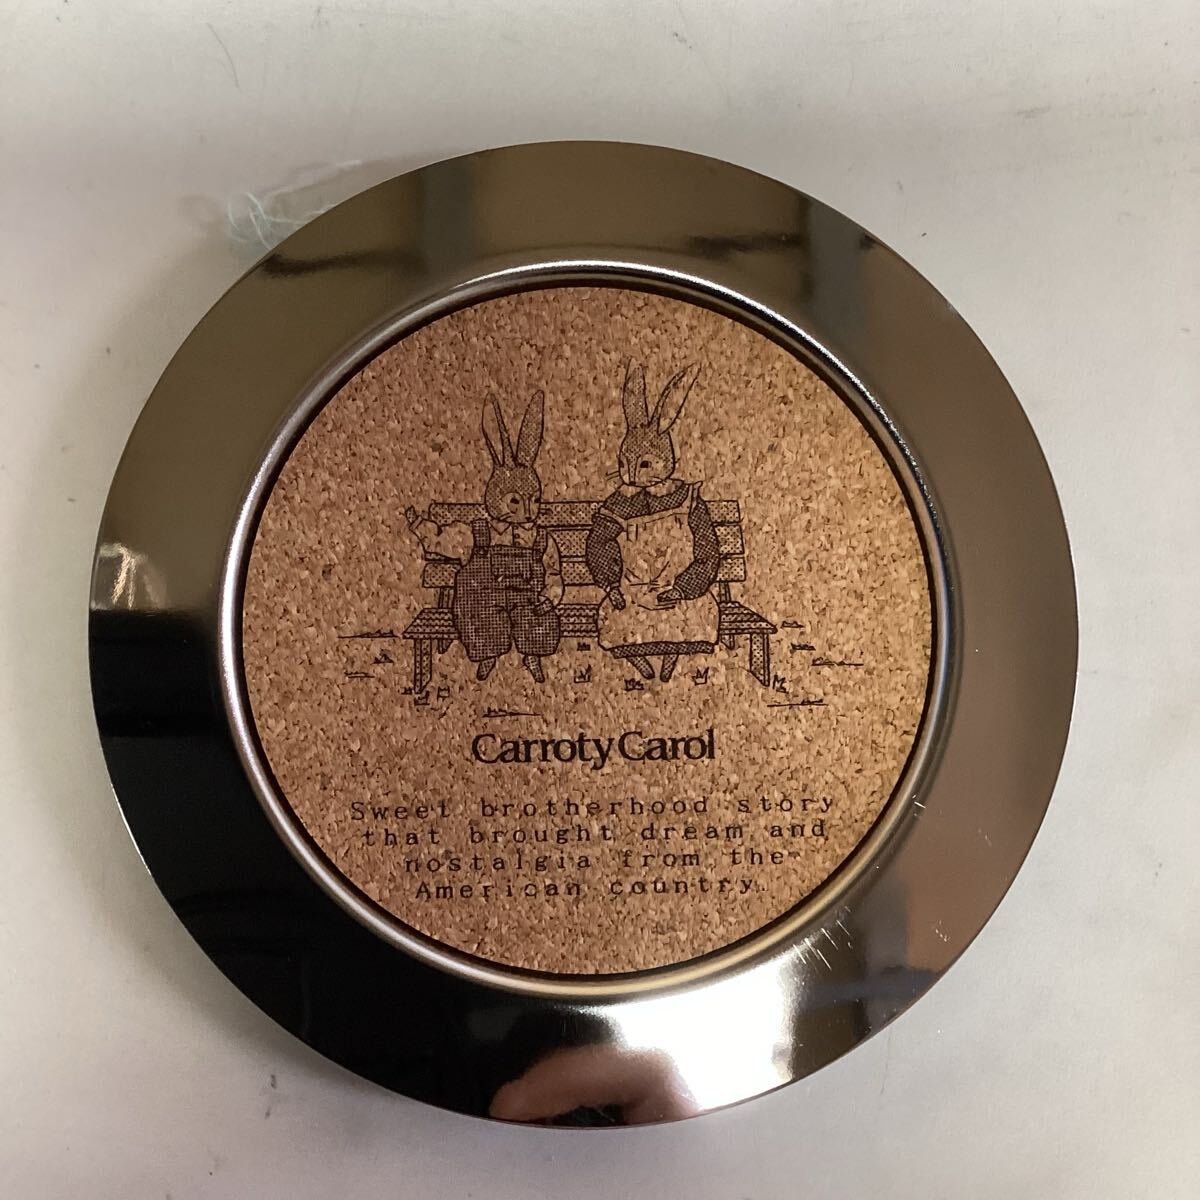 Carroty Carol
Sweet brotherhood story
that brought dream and
nostalgia from the
American country.